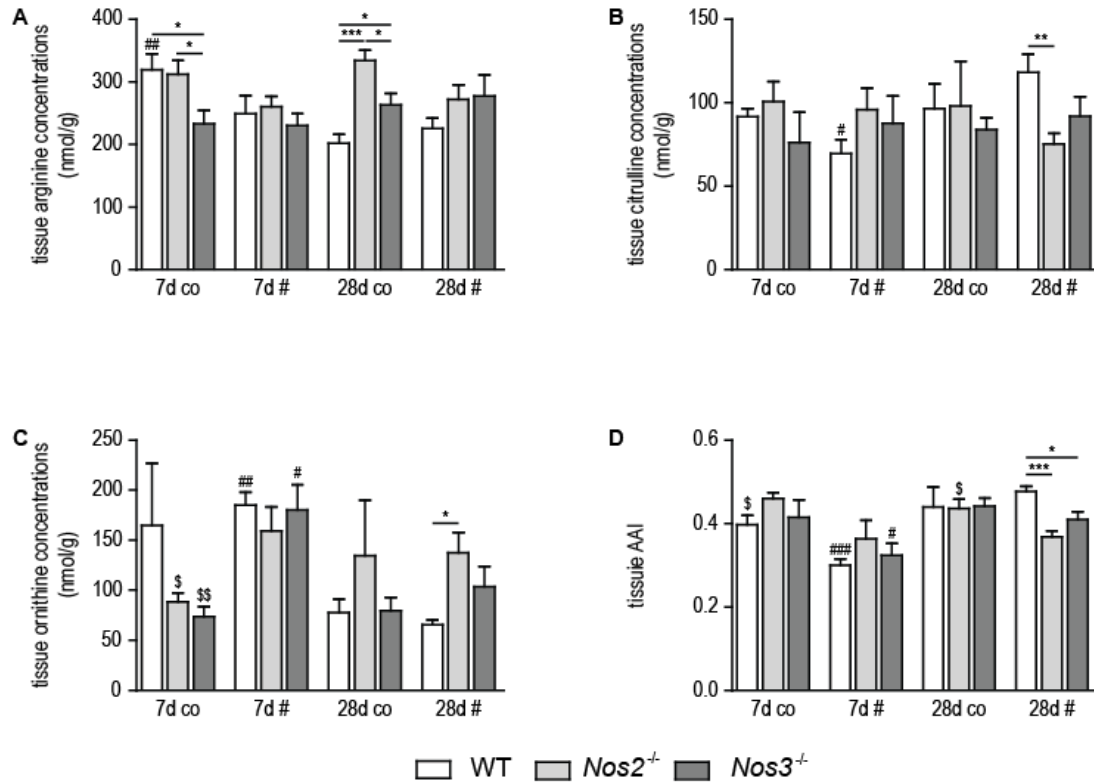 A
tissue arginine concentrations
(nmol/g)
400
300
200
100
0
##
*
*
*
***
*
7d co
7d #
28d co
28d #
B
tissue citrulline concentrations
(nmol/g)
150
100
50
0
#
**
7d co
7d #
28d co
28d #
C
tissue ornithine concentrations
(nmol/g)
250
200
150
100
50
0
$
$$
##
#
*
7d co
7d #
28d co
28d #
D
tissuie AAI
0.6
0.4
0.2
0.0
$
###
#
$
*
***
7d co
7d #
28d co
28d #
WT Nos2-/- Nos3-/-